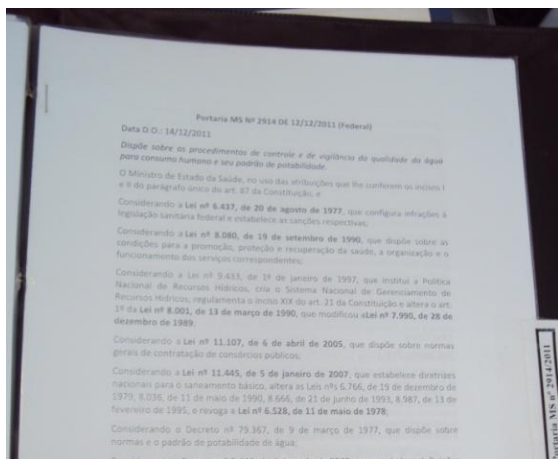 Portaria MS Nº 2914 DE 12/12/2011 (Federal)
Data D.O.: 14/12/2011
Dispõe sobre os procedimentos de controle e de vigilância da qualidade da água
para consumo humano e seu padrão de potabilidade.
O Ministro de Estado da Saúde, no uso das atribuições que lhe conferem os incisos I
e II do parágrafo único do art. 87 da Constituição, e
Considerando a Lei nº 6.437, de 20 de agosto de 1977, que configura infrações à
legislação sanitária federal e estabelece as sanções respectivas;
Considerando a Lei nº 8.080, de 19 de setembro de 1990, que dispõe sobre as
condições para a promoção, proteção e recuperação da saúde, a organização e o
funcionamento dos serviços correspondentes;
Considerando a Lei nº 9.433, de 1º de janeiro de 1997, que institui a Política
Nacional de Recursos Hídricos, cria o Sistema Nacional de Gerenciamento de
Recursos Hídricos, regulamenta o inciso XIX do art. 21 da Constituição e altera o art.
1º da Lei nº 8.001, de 13 de março de 1990, que modificou aLei nº 7.990, de 28 de
dezembro de 1989;
Considerando a Lei nº 11.107, de 6 de abril de 2005, que dispõe sobre normas
gerais de contratação de consórcios públicos;
Considerando a Lei nº 11.445, de 5 de janeiro de 2007, que estabelece diretrizes
nacionais para o saneamento básico, altera as Leis nºs 6.766, de 19 de dezembro de
1979, 8.036, de 11 de maio de 1990, 8.666, de 21 de junho de 1993, 8.987, de 13 de
fevereiro de 1995, e revoga a Lei nº 6.528, de 11 de maio de 1978;
Considerando o Decreto nº 79.367, de 9 de março de 1977, que dispõe sobre
normas e o padrão de potabilidade de água;
Portaria MS nº 2914/2011